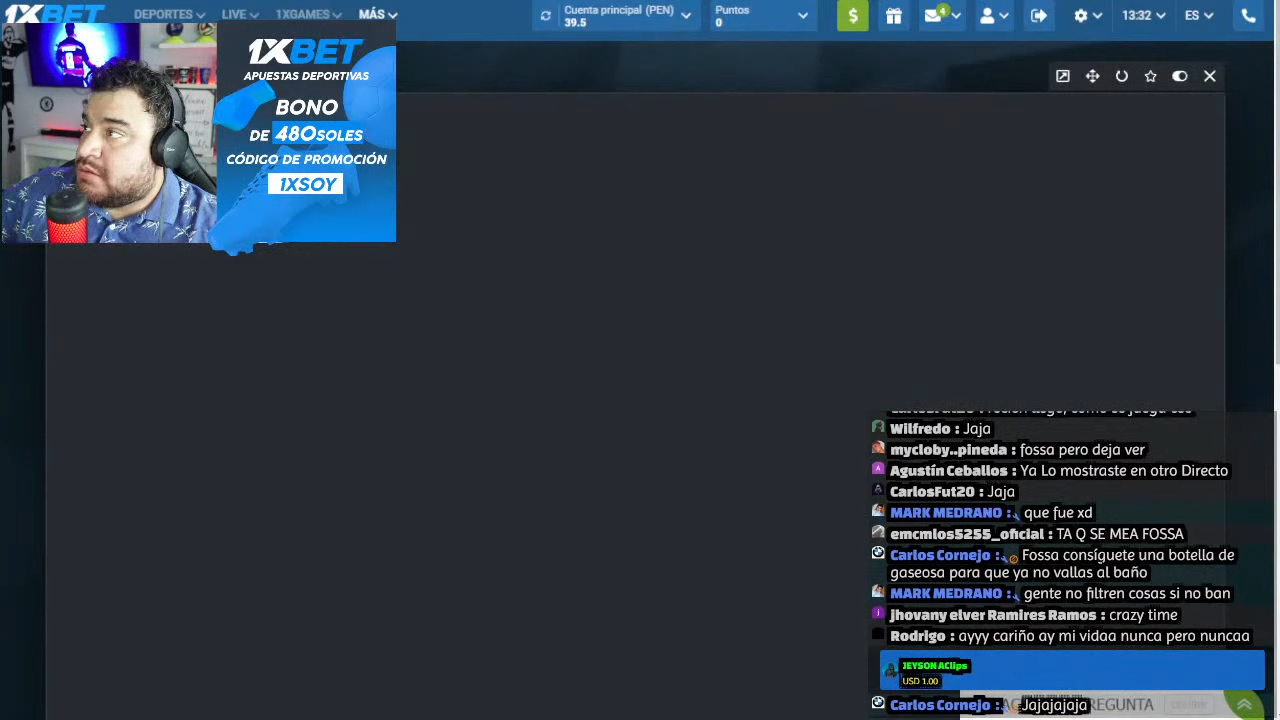 1XBET
DEPORTES
LIVE
1XGAMES
MÁS
Cuenta principal (PEN)
39.5
Puntos
0
$
4
13:32
ES
1XBET
APUESTAS DEPORTIVAS
BONO
DE 480SOLES
CÓDIGO DE PROMOCIÓN
1XSOY
Wilfredo : Jaja
mycloby..pineda : fossa pero deja ver
Agustín Ceballos : Ya Lo mostraste en otro Directo
CarlosFut20 : Jaja
MARK MEDRANO : que fue xd
emcmlos5255_oficial : TA Q SE MEA FOSSA
Carlos Cornejo : Fossa consíguete una botella de
gaseosa para que ya no vallas al baño
MARK MEDRANO : gente no filtren cosas si no ban
jhovany elver Ramires Ramos : crazy time
Rodrigo : ayyy cariño ay mi vidaa nunca pero nuncaa
JEYSON AClips
USD 1.00
Carlos Cornejo : Jajajajaja